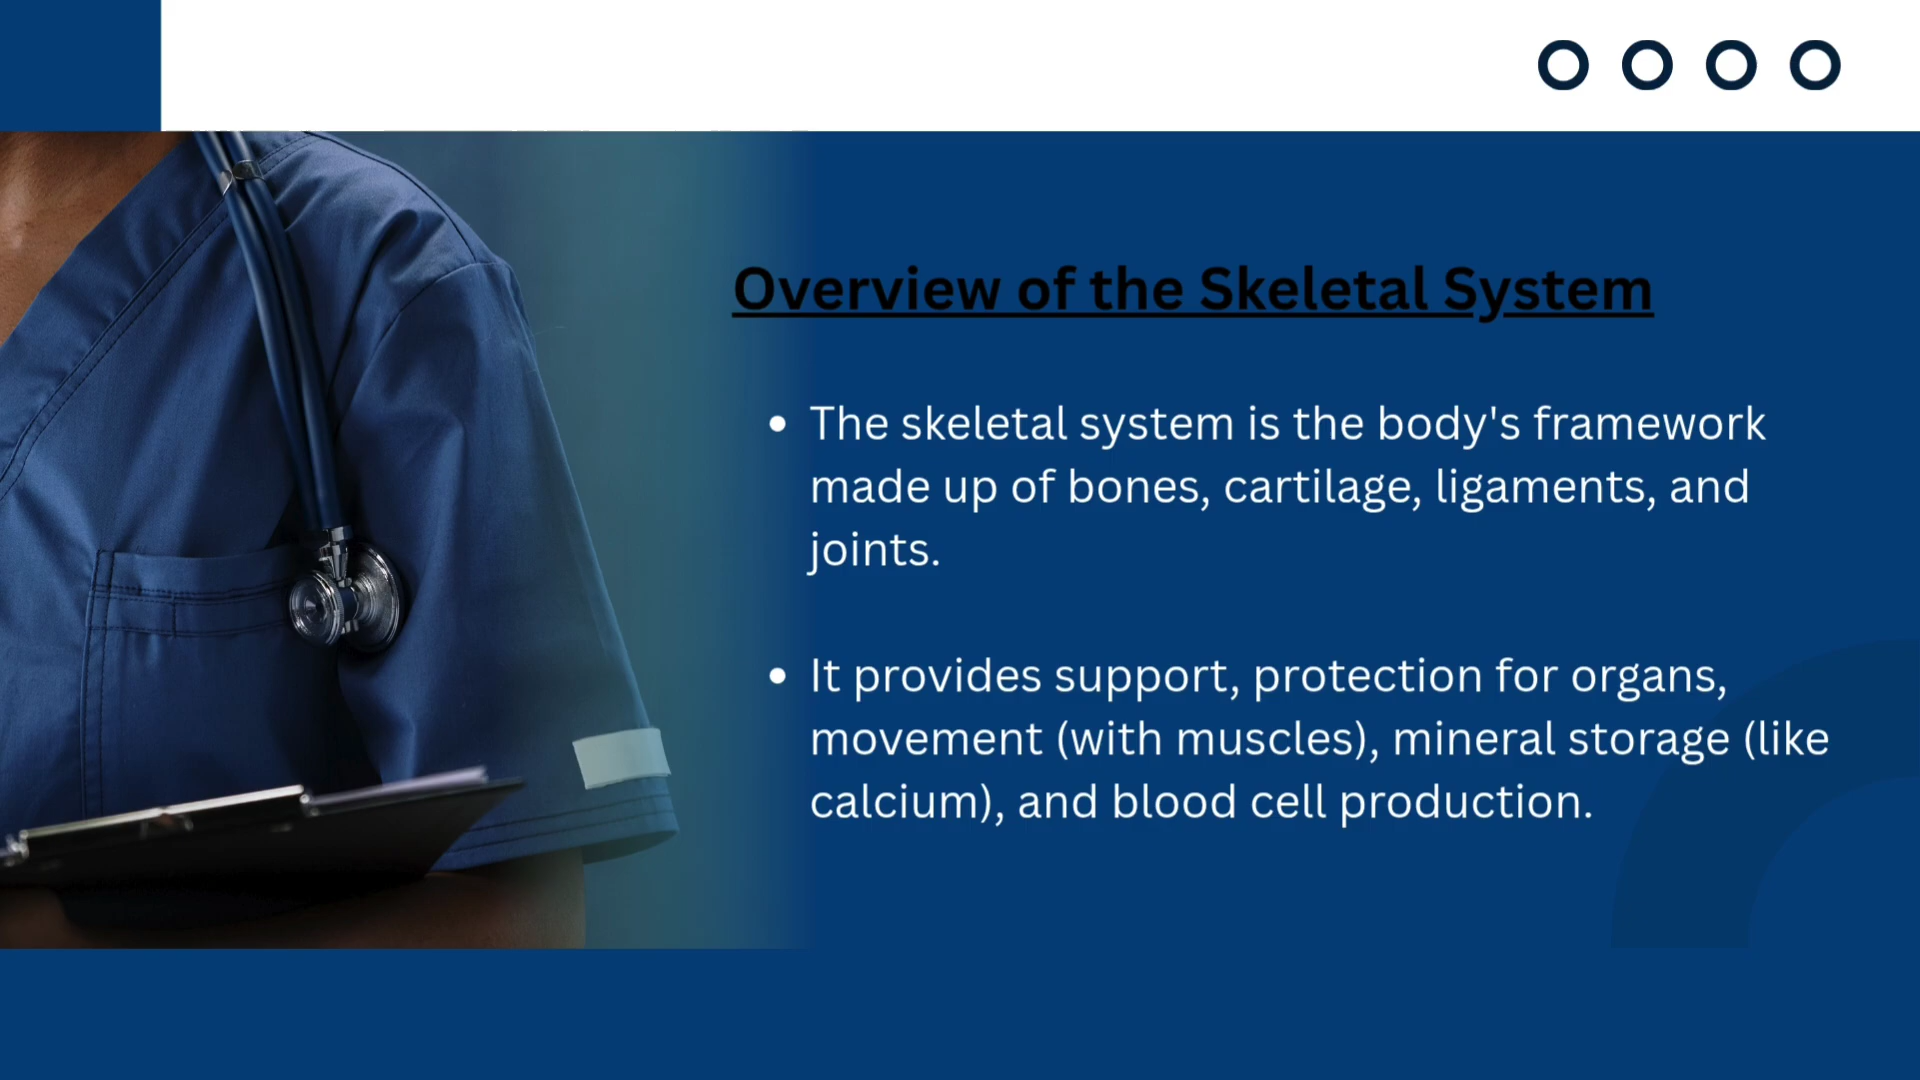 Overview of the Skeletal System
• The skeletal system is the body's framework
made up of bones, cartilage, ligaments, and
joints.
• It provides support, protection for organs,
movement (with muscles), mineral storage (like
calcium), and blood cell production.